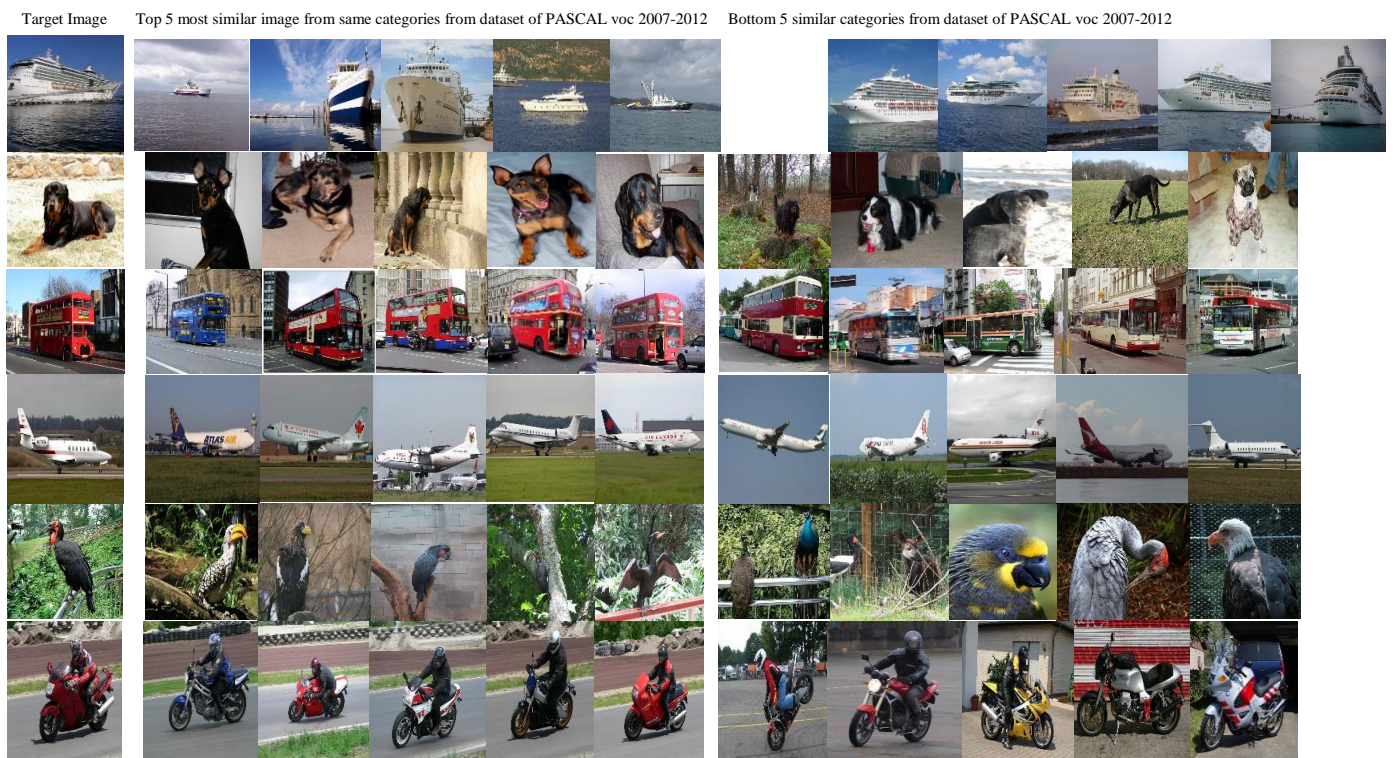 Target Image
Top 5 most similar image from same categories from dataset of PASCAL voc 2007-2012
Bottom 5 similar categories from dataset of PASCAL voc 2007-2012
ATLAS AIR